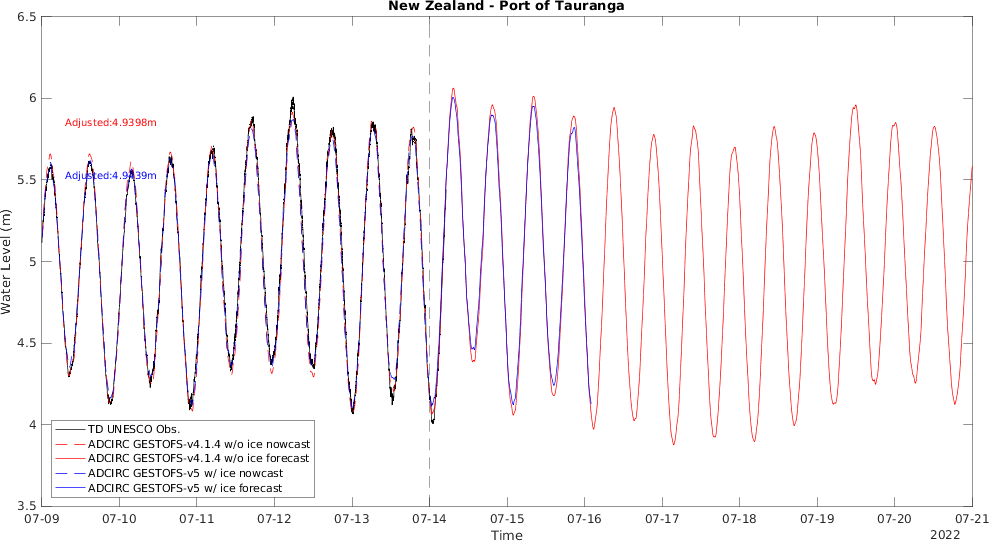 New Zealand - Port of Tauranga
6.5
6
5.5
5
4.5
4
3.5
Water Level (m)
Adjusted:4.9398m
TD UNESCO Obs.
ADCIRC GESTOFS-v4.1.4 w/o ice nowcast
ADCIRC GESTOFS-v4.1.4 w/o ice forecast
ADCIRC GESTOFS-v5 w/ ice nowcast
ADCIRC GESTOFS-v5 w/ ice forecast
07-09 07-10 07-11 07-12 07-13 07-14 07-15 07-16 07-17 07-18 07-19 07-20 07-21
Time
2022